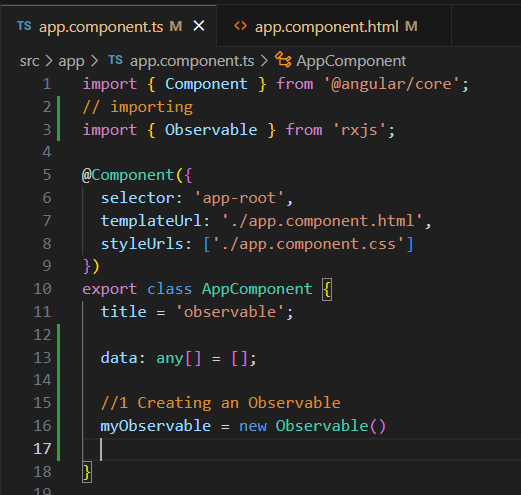 TS app.component.ts M × <> app.component.html M
src > app > TS app.component.ts > AppComponent
1 import { Component } from '@angular/core';
2 // importing
3 import { Observable } from 'rxjs';
4
5 @Component({
6 selector: 'app-root',
7 templateUrl: './app.component.html',
8 styleUrls: ['./app.component.css']
9 })
10 export class AppComponent {
11 title = 'observable';
12
13 data: any[] = [];
14
15 //1 Creating an Observable
16 myObservable = new Observable()
17
18 }
19